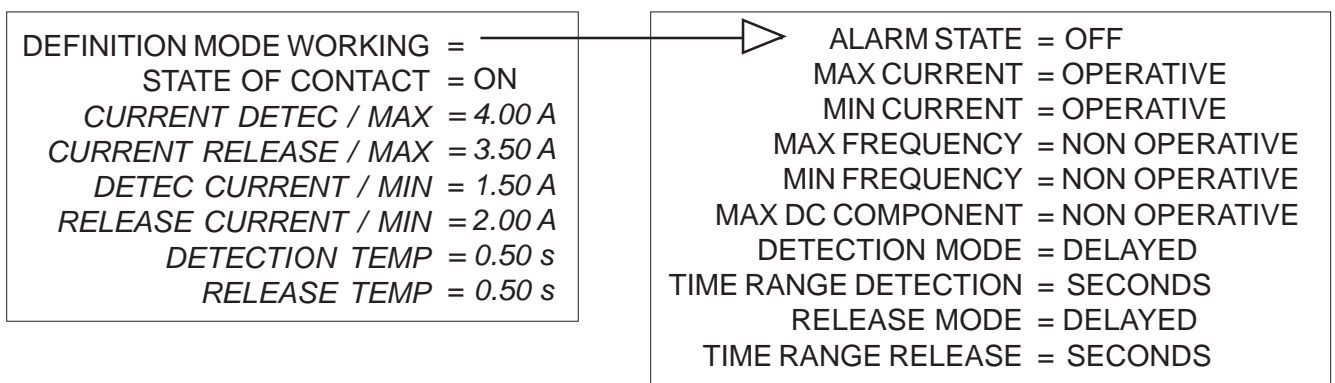 DEFINITION MODE WORKING =
STATE OF CONTACT = ON
CURRENT DETEC / MAX = 4.00 A
CURRENT RELEASE / MAX = 3.50 A
DETEC CURRENT / MIN = 1.50 A
RELEASE CURRENT / MIN = 2.00 A
DETECTION TEMP = 0.50 s
RELEASE TEMP = 0.50 s
ALARM STATE = OFF
MAX CURRENT = OPERATIVE
MIN CURRENT = OPERATIVE
MAX FREQUENCY = NON OPERATIVE
MIN FREQUENCY = NON OPERATIVE
MAX DC COMPONENT = NON OPERATIVE
DETECTION MODE = DELAYED
TIME RANGE DETECTION = SECONDS
RELEASE MODE = DELAYED
TIME RANGE RELEASE = SECONDS